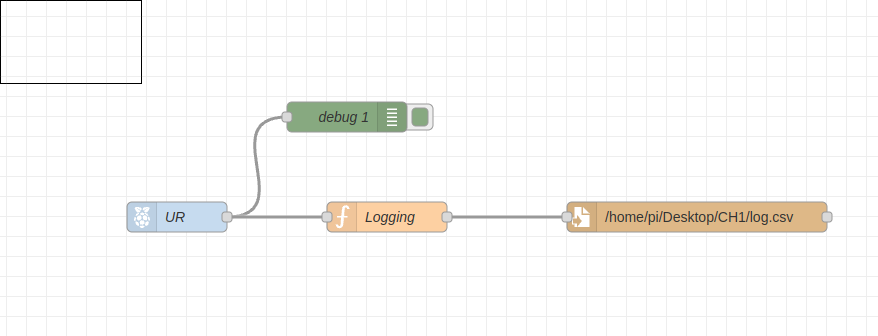 debug 1
UR
Logging
/home/pi/Desktop/CH1/log.csv